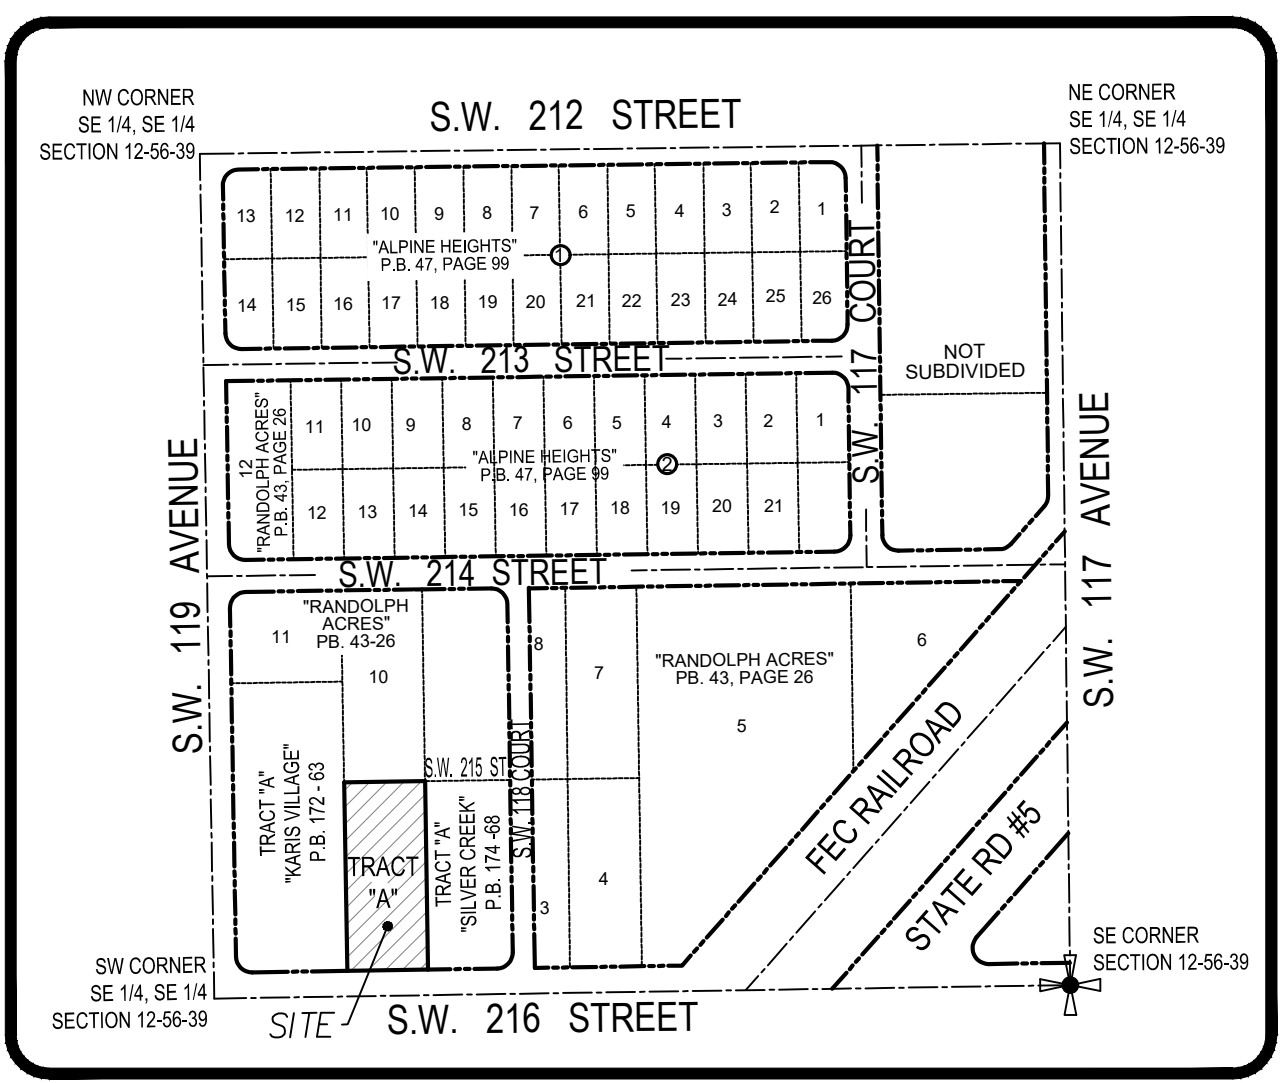 NW CORNER
SE 1/4, SE 1/4
SECTION 12-56-39
S.W. 212 STREET
NE CORNER
SE 1/4, SE 1/4
SECTION 12-56-39
13 12 11 10 9 8 7 6 5 4 3 2 1
"ALPINE HEIGHTS"
P.B. 47, PAGE 99
1
14 15 16 17 18 19 20 21 22 23 24 25 26
S.W. 117 COURT
NOT
SUBDIVIDED
S.W. 213 STREET
12
"RANDOLPH ACRES"
P.B. 43, PAGE 26
11 10 9 8 7 6 5 4 3 2 1
"ALPINE HEIGHTS"
P.B. 47, PAGE 99
2
12 13 14 15 16 17 18 19 20 21
S.W. 119 AVENUE
S.W. 117 AVENUE
S.W. 214 STREET
"RANDOLPH
ACRES"
PB. 43-26
11
10
8
7
"RANDOLPH ACRES"
PB. 43, PAGE 26
5
6
S.W. 215 ST
S.W. 118 COURT
TRACT "A"
"KARIS VILLAGE"
P.B. 172 - 63
TRACT
"A"
TRACT "A"
"SILVER CREEK"
P.B. 174 -68
3
4
FEC RAILROAD
STATE RD #5
SW CORNER
SE 1/4, SE 1/4
SECTION 12-56-39
SITE
S.W. 216 STREET
SE CORNER
SECTION 12-56-39